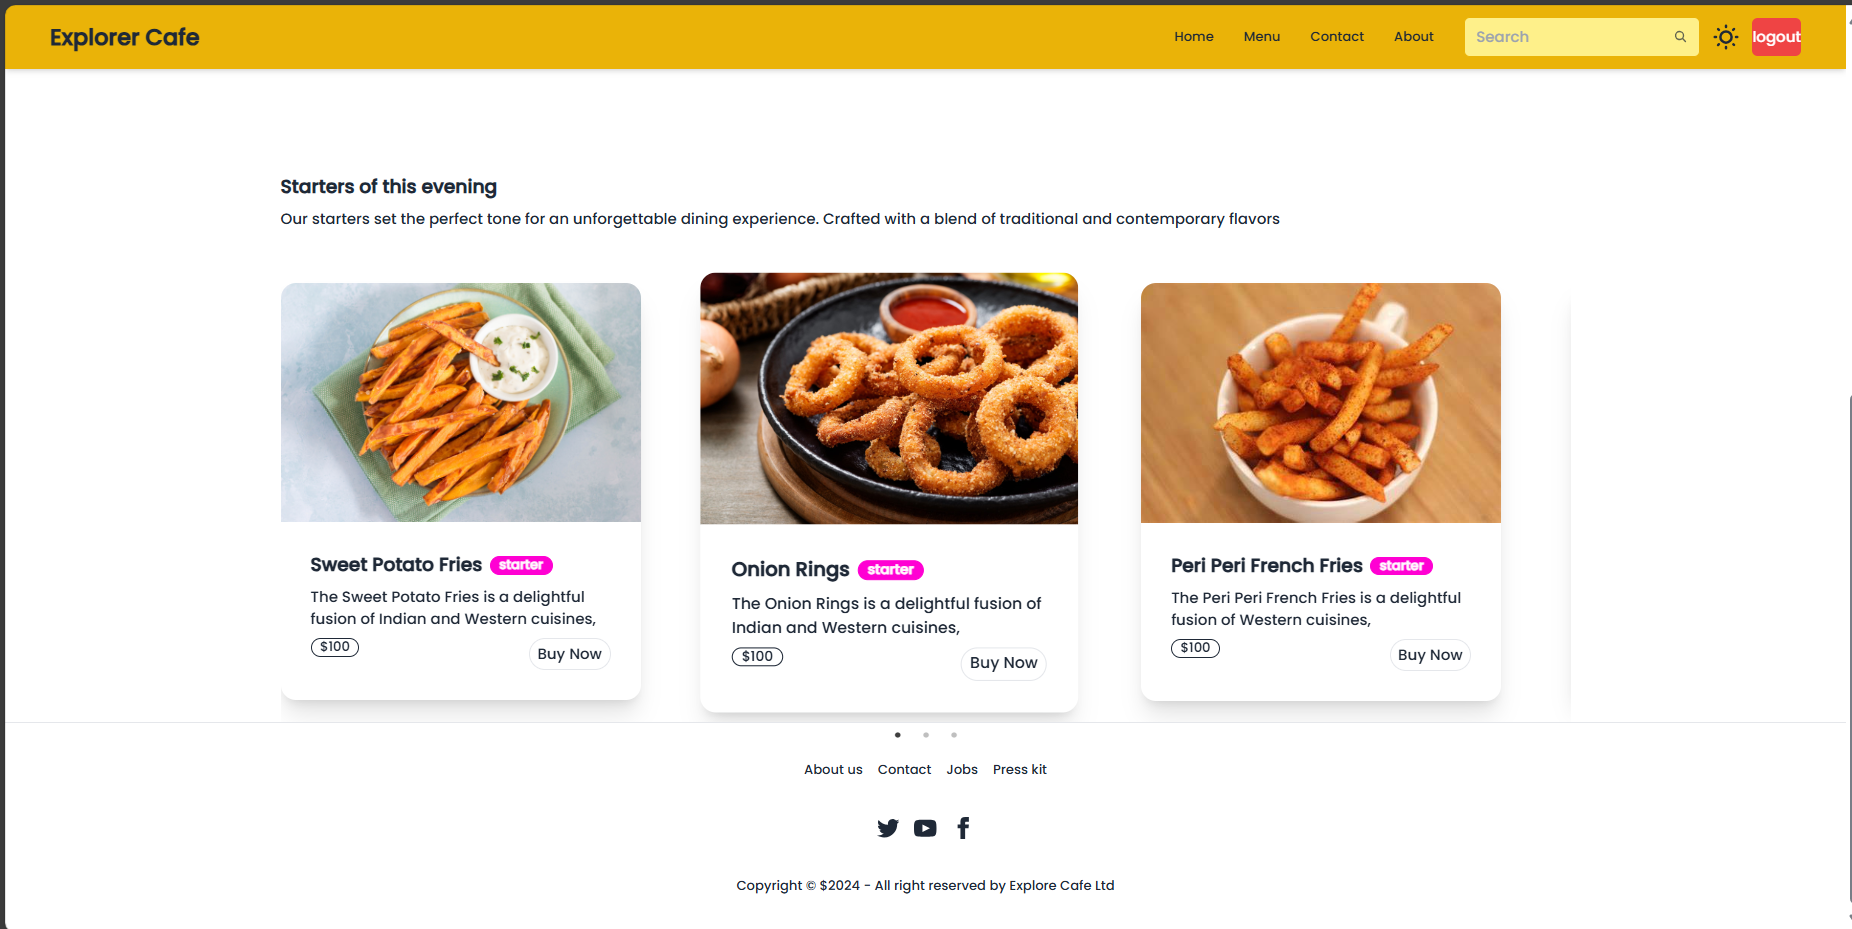 Explorer Cafe
Home Menu Contact About Search logout
Starters of this evening
Our starters set the perfect tone for an unforgettable dining experience. Crafted with a blend of traditional and contemporary flavors
Sweet Potato Fries starter
The Sweet Potato Fries is a delightful
fusion of Indian and Western cuisines,
$100 Buy Now
Onion Rings starter
The Onion Rings is a delightful fusion of
Indian and Western cuisines,
$100 Buy Now
Peri Peri French Fries starter
The Peri Peri French Fries is a delightful
fusion of Western cuisines,
$100 Buy Now
About us Contact Jobs Press kit
Copyright © $2024 - All right reserved by Explore Cafe Ltd